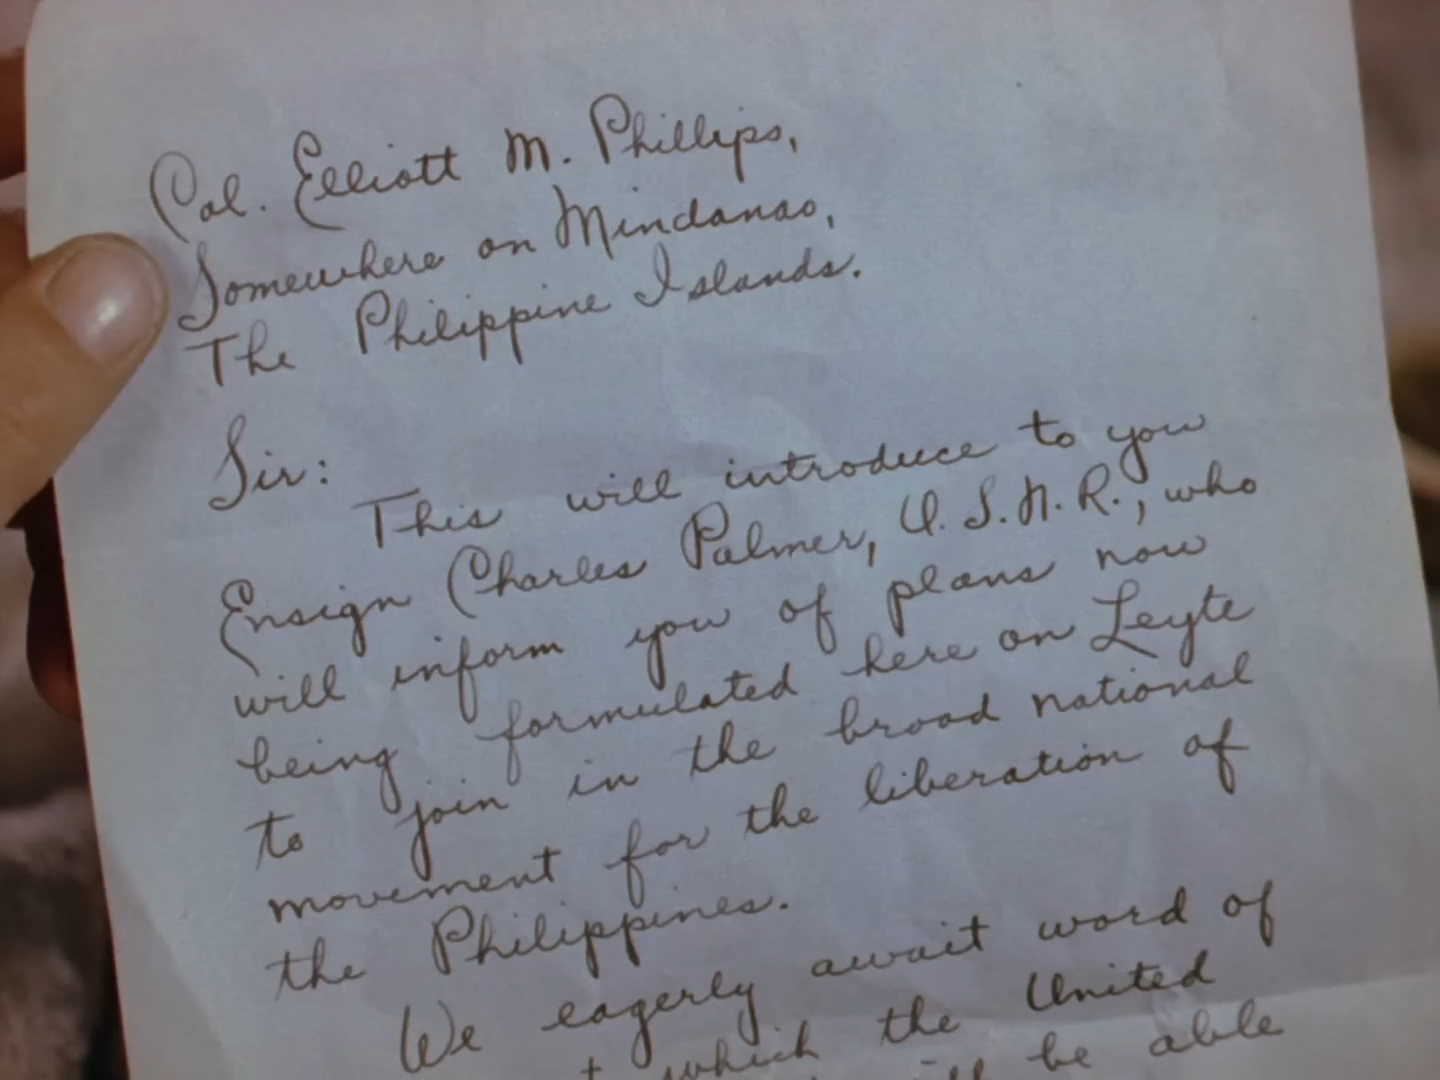 Col. Elliott M. Phillips,
Somewhere on Mindanao,
The Philippine Islands.
Sir:
This will introduce to you
Ensign Charles Palmer, U.S.N.R., who
will inform you of plans now
being formulated here on Leyte
to join in the broad national
movement for the liberation of
the Philippines.
We eagerly await word of
which the United
be able